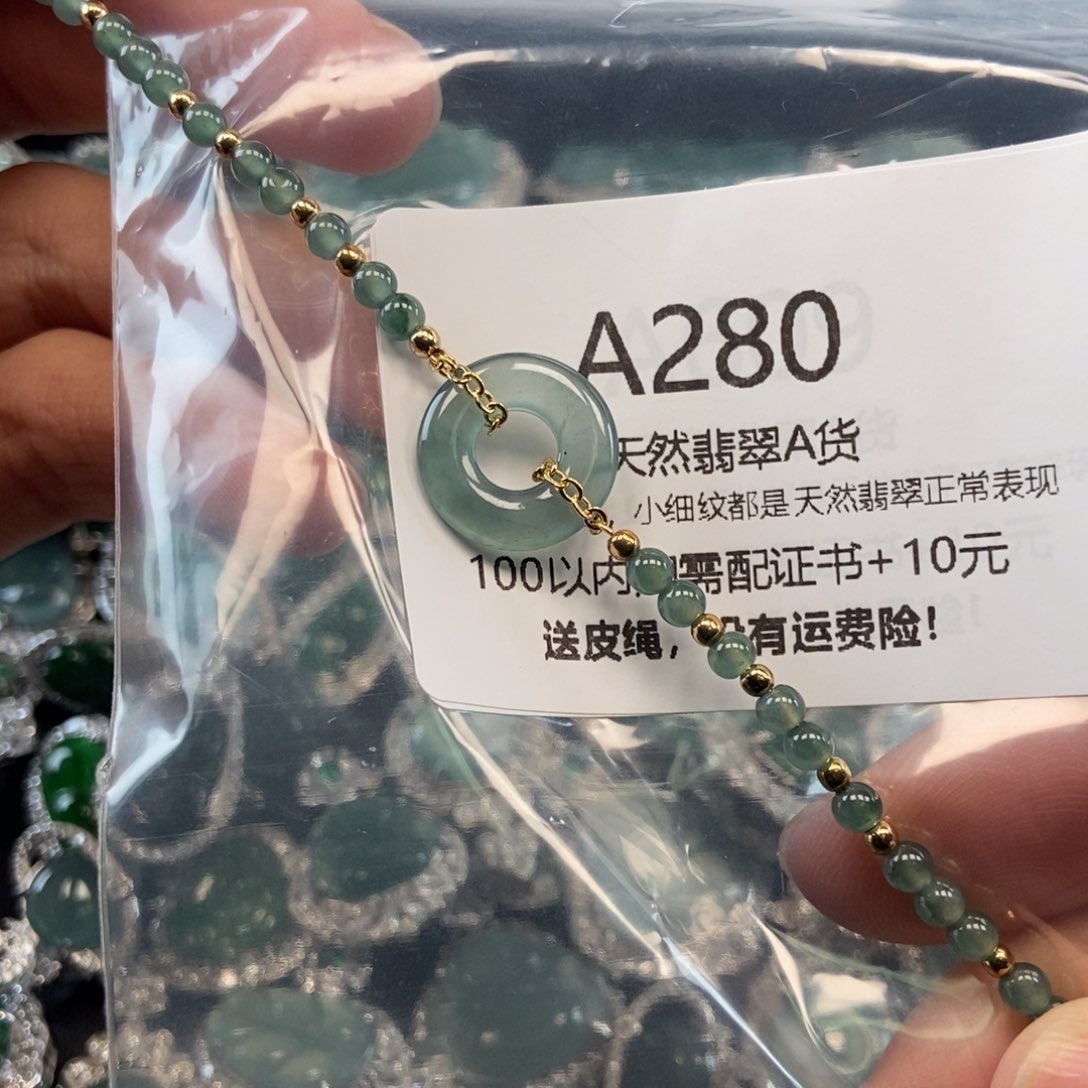 A280
天然翡翠A货
小细纹都是天然翡翠正常表现
100以内 需配证书+10元
送皮绳, 没有运费险!